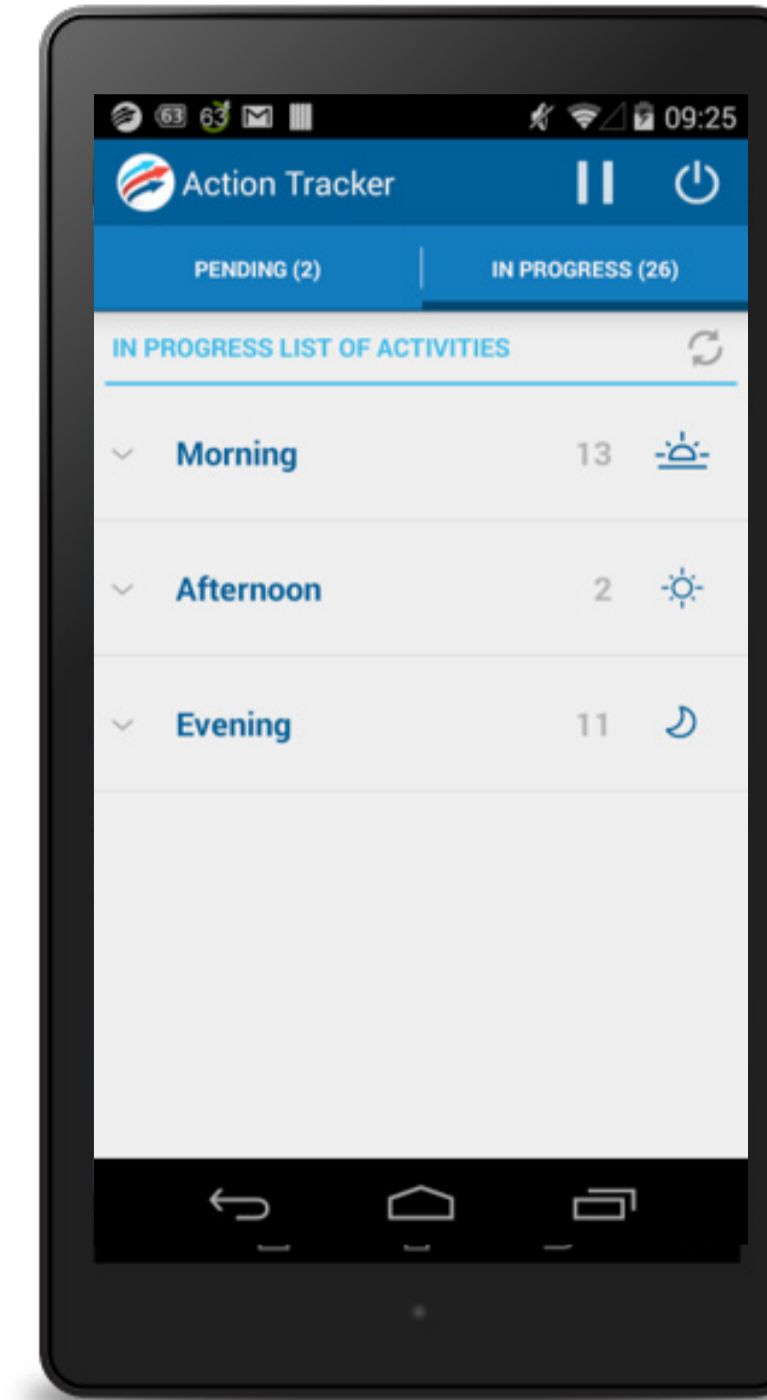 63 63 09:25
Action Tracker
PENDING (2) IN PROGRESS (26)
IN PROGRESS LIST OF ACTIVITIES
Morning 13
Afternoon 2
Evening 11